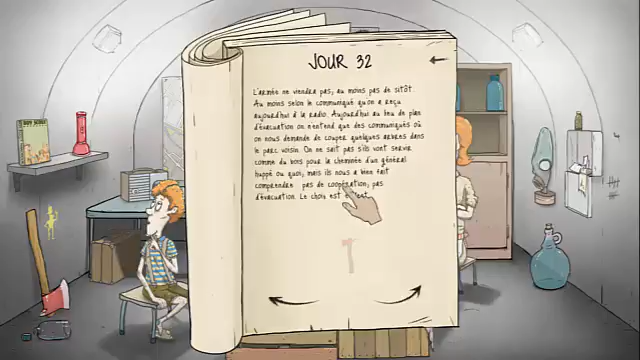 JOUR 32
L'armée ne viendra pas, au moins pas de sitôt.
Au moins selon le communiqué qu'on a reçu
aujourd'hui à la radio. Aujourd'hui au lieu de plan
d'évacuation on n'entend que des communiqués où
on nous demande de couper quelques arbres dans
le parc voisin. On ne sait pas s'ils vont servir
comme du bois pour la cheminée d'un général
huppé ou quoi, mais ils nous a bien fait
comprendre pas de coopération, pas
d'évacuation. Le choix est